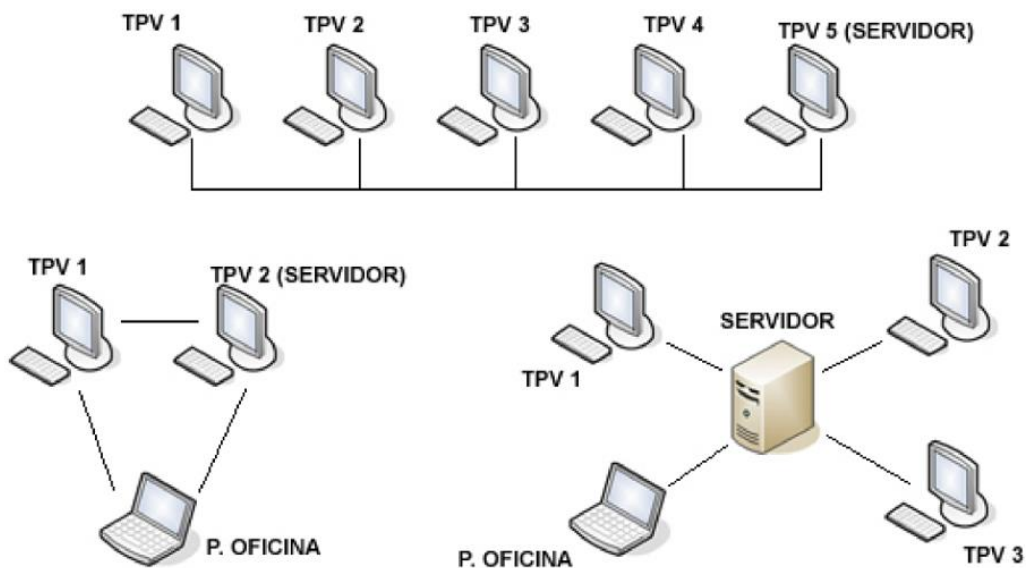 TPV 1
TPV 2
TPV 3
TPV 4
TPV 5 (SERVIDOR)
TPV 1
TPV 2 (SERVIDOR)
P. OFICINA
TPV 2
SERVIDOR
TPV 1
P. OFICINA
TPV 3